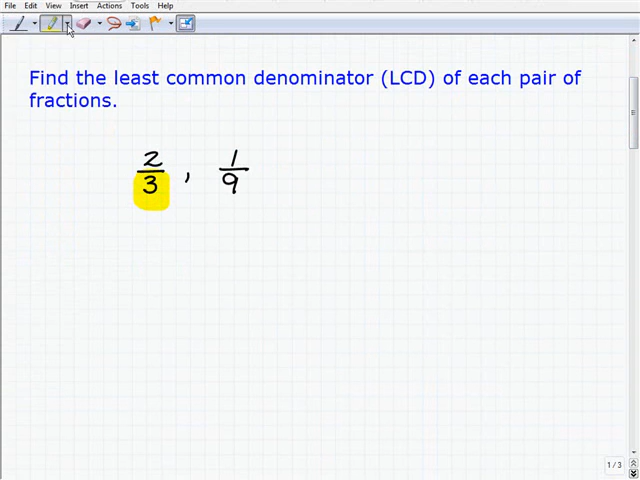 File Edit View Insert Actions Tools Help
Find the least common denominator (LCD) of each pair of
fractions.
2/3 , 1/9
1/3